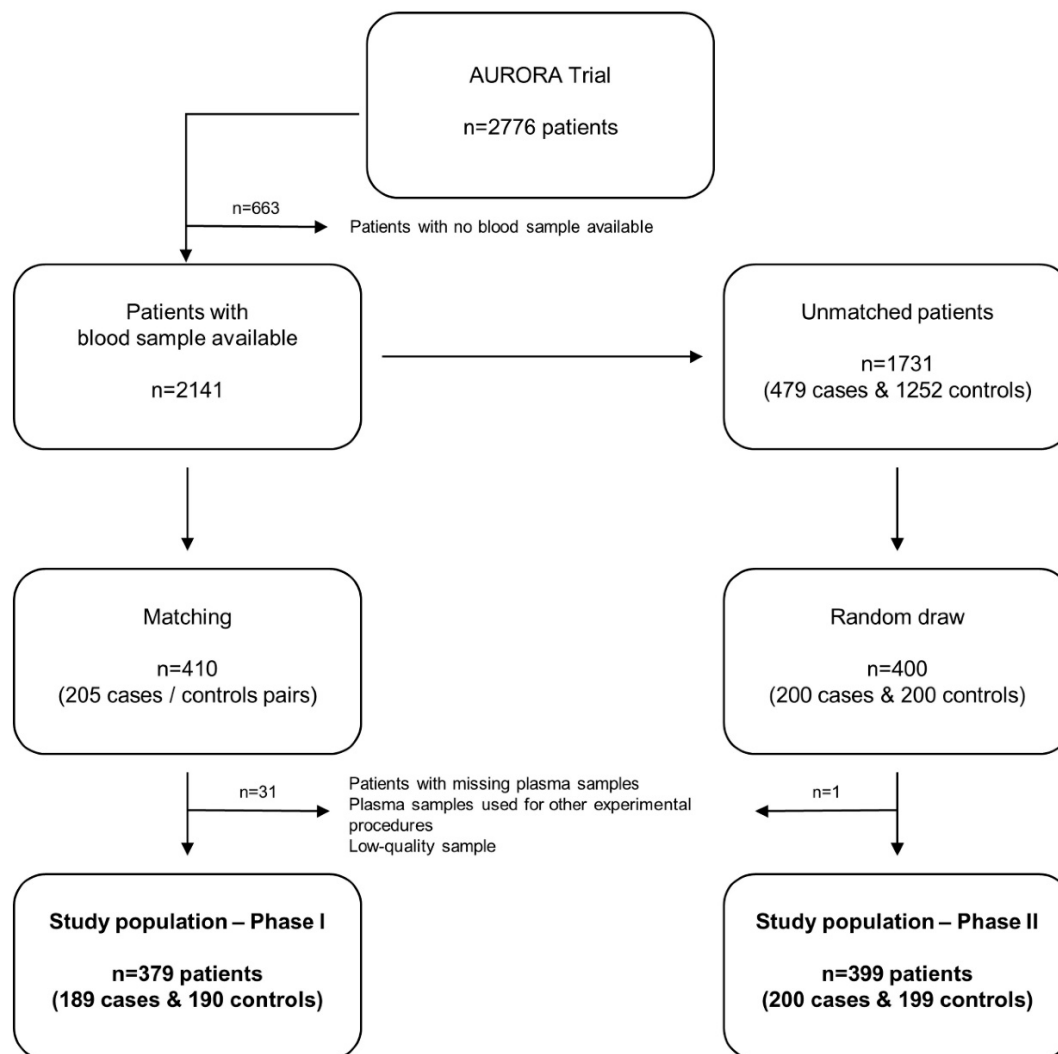 AURORA Trial
n=2776 patients
n=663
Patients with no blood sample available
Patients with
blood sample available
n=2141
Unmatched patients
n=1731
(479 cases & 1252 controls)
Matching
n=410
(205 cases / controls pairs)
Random draw
n=400
(200 cases & 200 controls)
n=31
Patients with missing plasma samples
Plasma samples used for other experimental
procedures
Low-quality sample
n=1
Study population – Phase I
n=379 patients
(189 cases & 190 controls)
Study population – Phase II
n=399 patients
(200 cases & 199 controls)